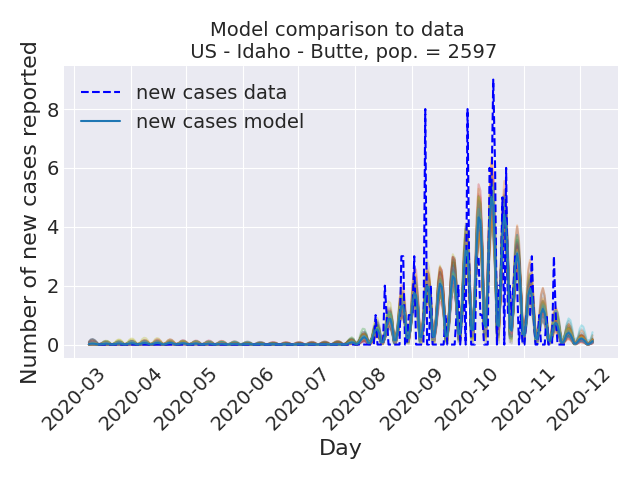 Model comparison to data
US - Idaho - Butte, pop. = 2597
Number of new cases reported
8
6
4
2
0
new cases data
new cases model
2020-03
2020-04
2020-05
2020-06
2020-07
2020-08
2020-09
2020-10
2020-11
2020-12
Day